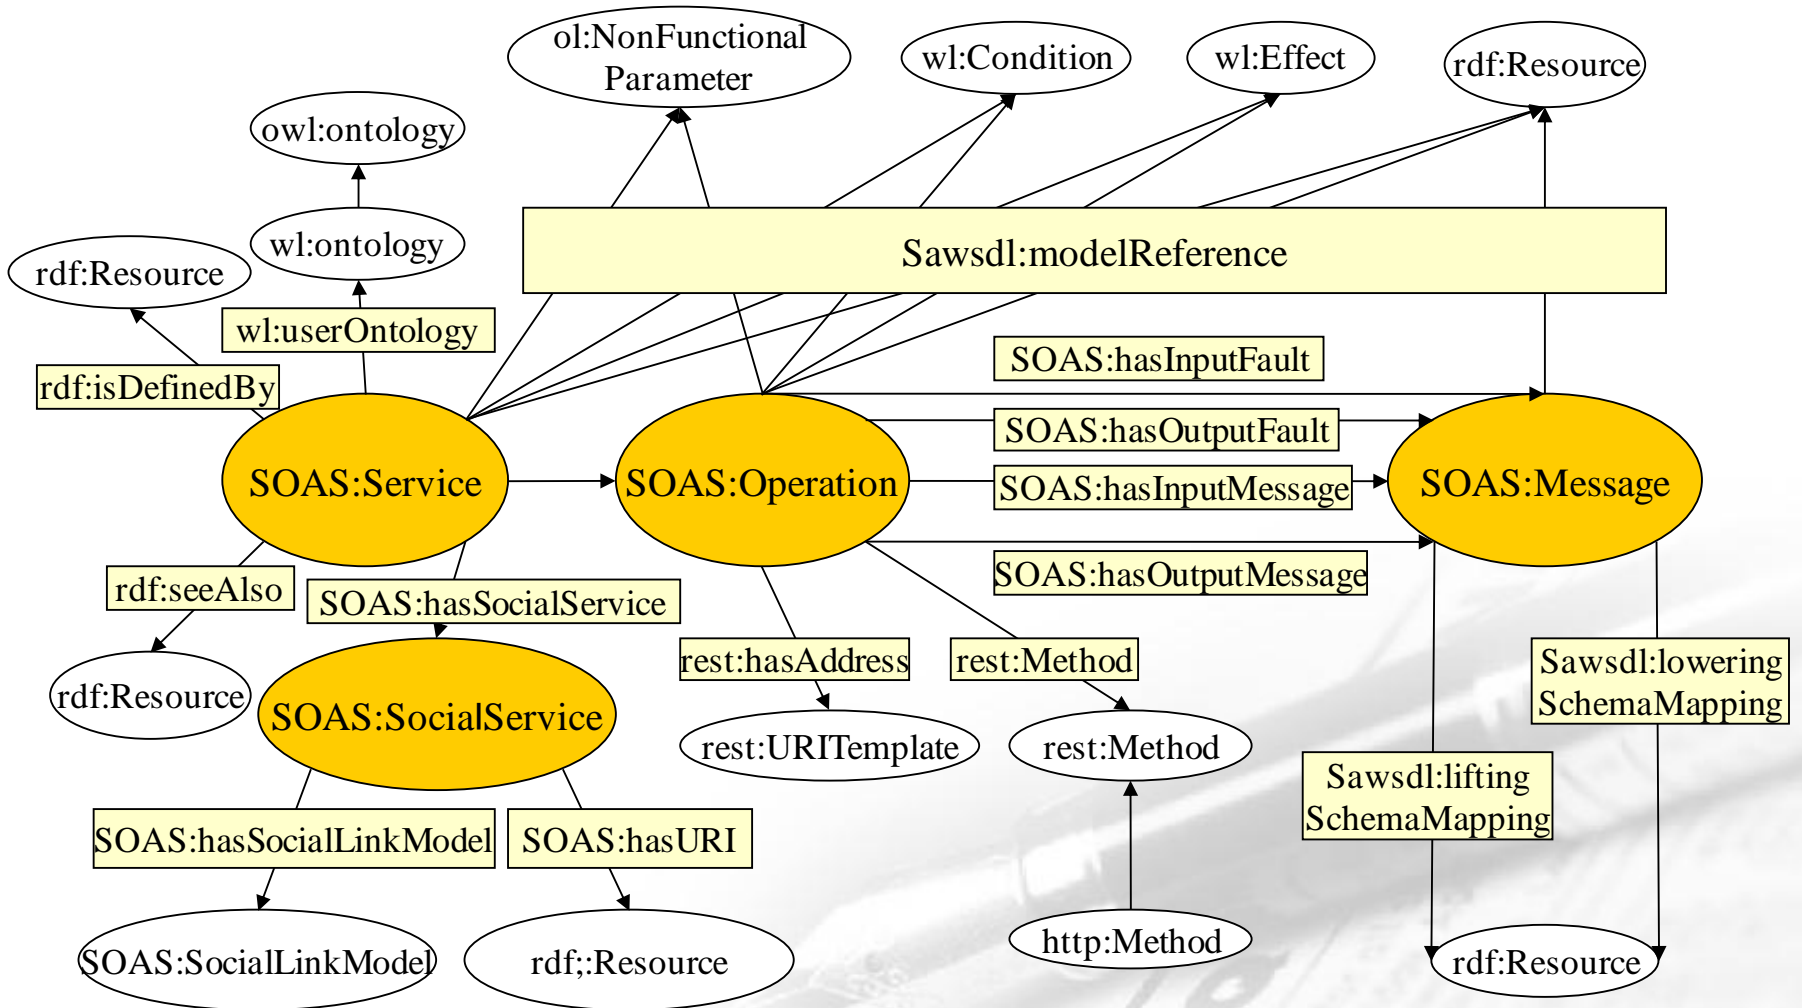 ol:NonFunctional
Parameter
wl:Condition
wl:Effect
rdf:Resource
owl:ontology
wl:ontology
rdf:Resource
Sawsdl:modelReference
wl:userOntology
rdf:isDefinedBy
SOAS:hasInputFault
SOAS:hasOutputFault
SOAS:Service
SOAS:Operation
SOAS:hasInputMessage
SOAS:Message
SOAS:hasOutputMessage
rdf:seeAlso
SOAS:hasSocialService
rest:hasAddress
rest:Method
Sawsdl:lowering
SchemaMapping
rdf:Resource
SOAS:SocialService
rest:URITemplate
rest:Method
Sawsdl:lifting
SchemaMapping
SOAS:hasSocialLinkModel
SOAS:hasURI
http:Method
SOAS:SocialLinkModel
rdf;:Resource
rdf:Resource